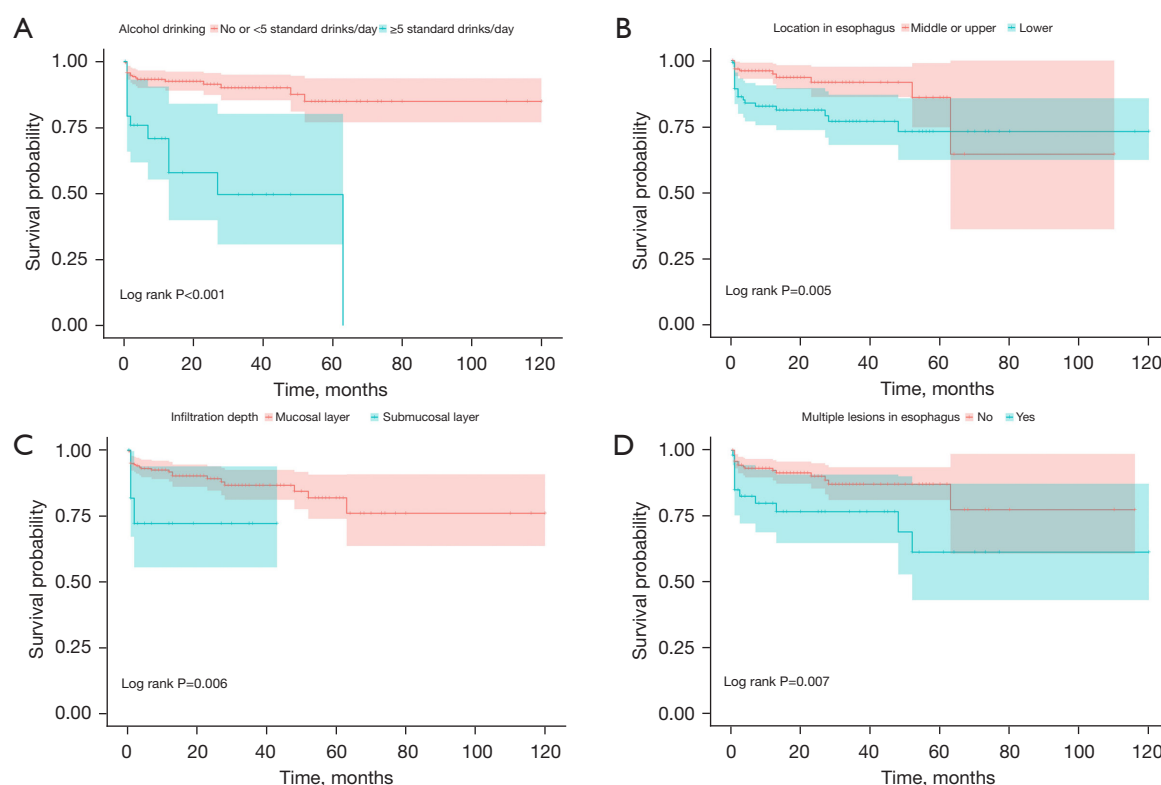 A
Alcohol drinking No or <5 standard drinks/day ≥5 standard drinks/day
1.00
0.75
0.50
0.25
0.00
Survival probability
Log rank P<0.001
0 20 40 60 80 100 120
Time, months
B
Location in esophagus Middle or upper Lower
1.00
0.75
0.50
0.25
0.00
Survival probability
Log rank P=0.005
0 20 40 60 80 100 120
Time, months
C
Infiltration depth Mucosal layer Submucosal layer
1.00
0.75
0.50
0.25
0.00
Survival probability
Log rank P=0.006
0 20 40 60 80 100 120
Time, months
D
Multiple lesions in esophagus No Yes
1.00
0.75
0.50
0.25
0.00
Survival probability
Log rank P=0.007
0 20 40 60 80 100 120
Time, months